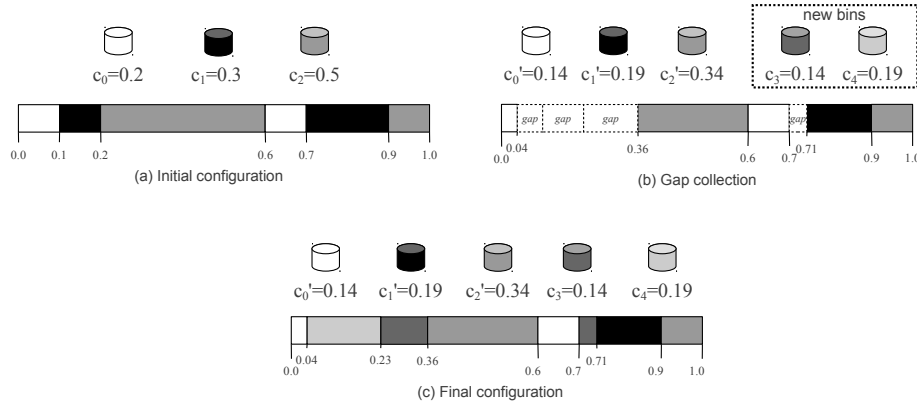 new bins
c0=0.2 c1=0.3 c2=0.5
c0'=0.14 c1'=0.19 c2'=0.34 c3=0.14 c4=0.19
gap gap gap gap
0.0 0.1 0.2 0.6 0.7 0.9 1.0
0.0 0.04 0.36 0.6 0.7 0.71 0.9 1.0
(a) Initial configuration
(b) Gap collection
c0'=0.14 c1'=0.19 c2'=0.34 c3=0.14 c4=0.19
0.0 0.04 0.23 0.36 0.6 0.7 0.71 0.9 1.0
(c) Final configuration